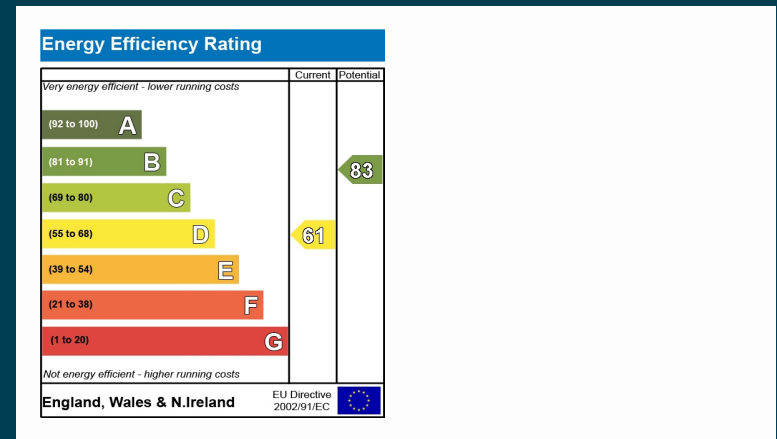 Energy Efficiency Rating
Current Potential
Very energy efficient - lower running costs
(92 to 100) A
(81 to 91) B
83
(69 to 80) C
(55 to 68) D
61
(39 to 54) E
(21 to 38) F
(1 to 20) G
Not energy efficient - higher running costs
England, Wales & N.Ireland
EU Directive
2002/91/EC